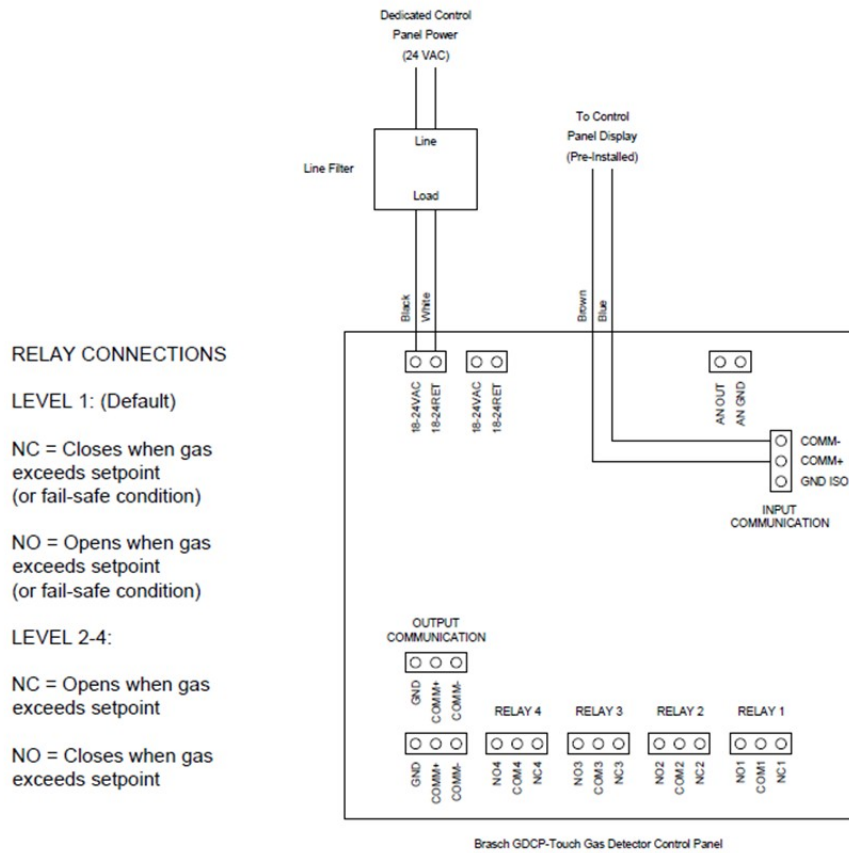 Dedicated Control
Panel Power
(24 VAC)
To Control
Panel Display
(Pre-Installed)
Line
Line Filter
Load
Black
White
Brown
Blue
RELAY CONNECTIONS
LEVEL 1: (Default)
NC = Closes when gas
exceeds setpoint
(or fail-safe condition)
NO = Opens when gas
exceeds setpoint
(or fail-safe condition)
LEVEL 2-4:
NC = Opens when gas
exceeds setpoint
NO = Closes when gas
exceeds setpoint
18-24VAC
18-24RET
18-24VAC
18-24RET
AN OUT
AN GND
COMM-
COMM+
GND ISO
INPUT
COMMUNICATION
OUTPUT
COMMUNICATION
GND
COMM+
COMM-
RELAY 4
RELAY 3
RELAY 2
RELAY 1
GND
COMM+
COMM-
NO4
COM4
NC4
NO3
COM3
NC3
NO2
COM2
NC2
NO1
COM1
NC1
Brasch GDCP-Touch Gas Detector Control Panel